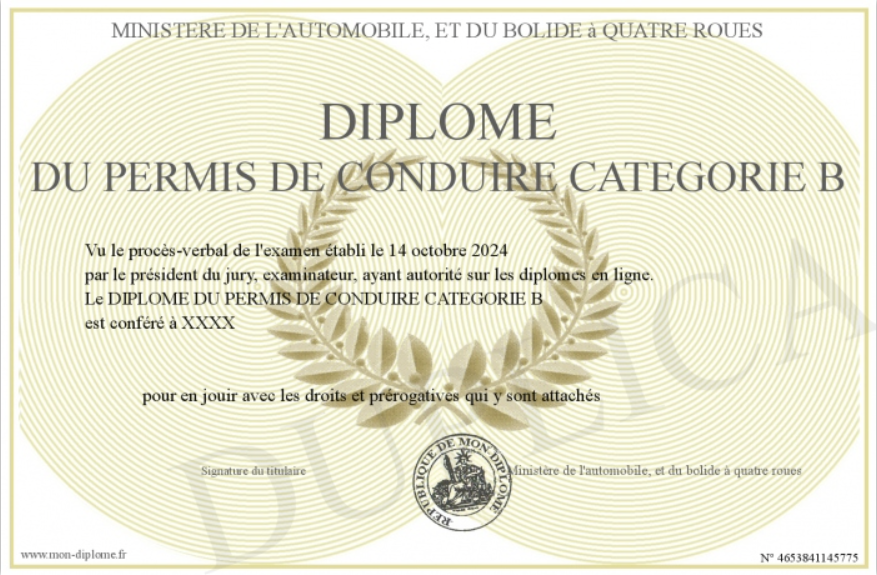 MINISTERE DE L'AUTOMOBILE, ET DU BOLIDE à QUATRE ROUES
DIPLOME
DU PERMIS DE CONDUIRE CATEGORIE B
Vu le procès-verbal de l'examen établi le 14 octobre 2024
par le président du jury, examinateur, ayant autorité sur les diplomes en ligne.
Le DIPLOME DU PERMIS DE CONDUIRE CATEGORIE B
est conféré à XXXX
pour en jouir avec les droits et prérogatives qui y sont attachés
Signature du titulaire
REPUBLIQUE DE MON DIPLOME
Ministère de l'automobile, et du bolide à quatre roues
www.mon-diplome.fr
N° 4653841145775
DUPLICA